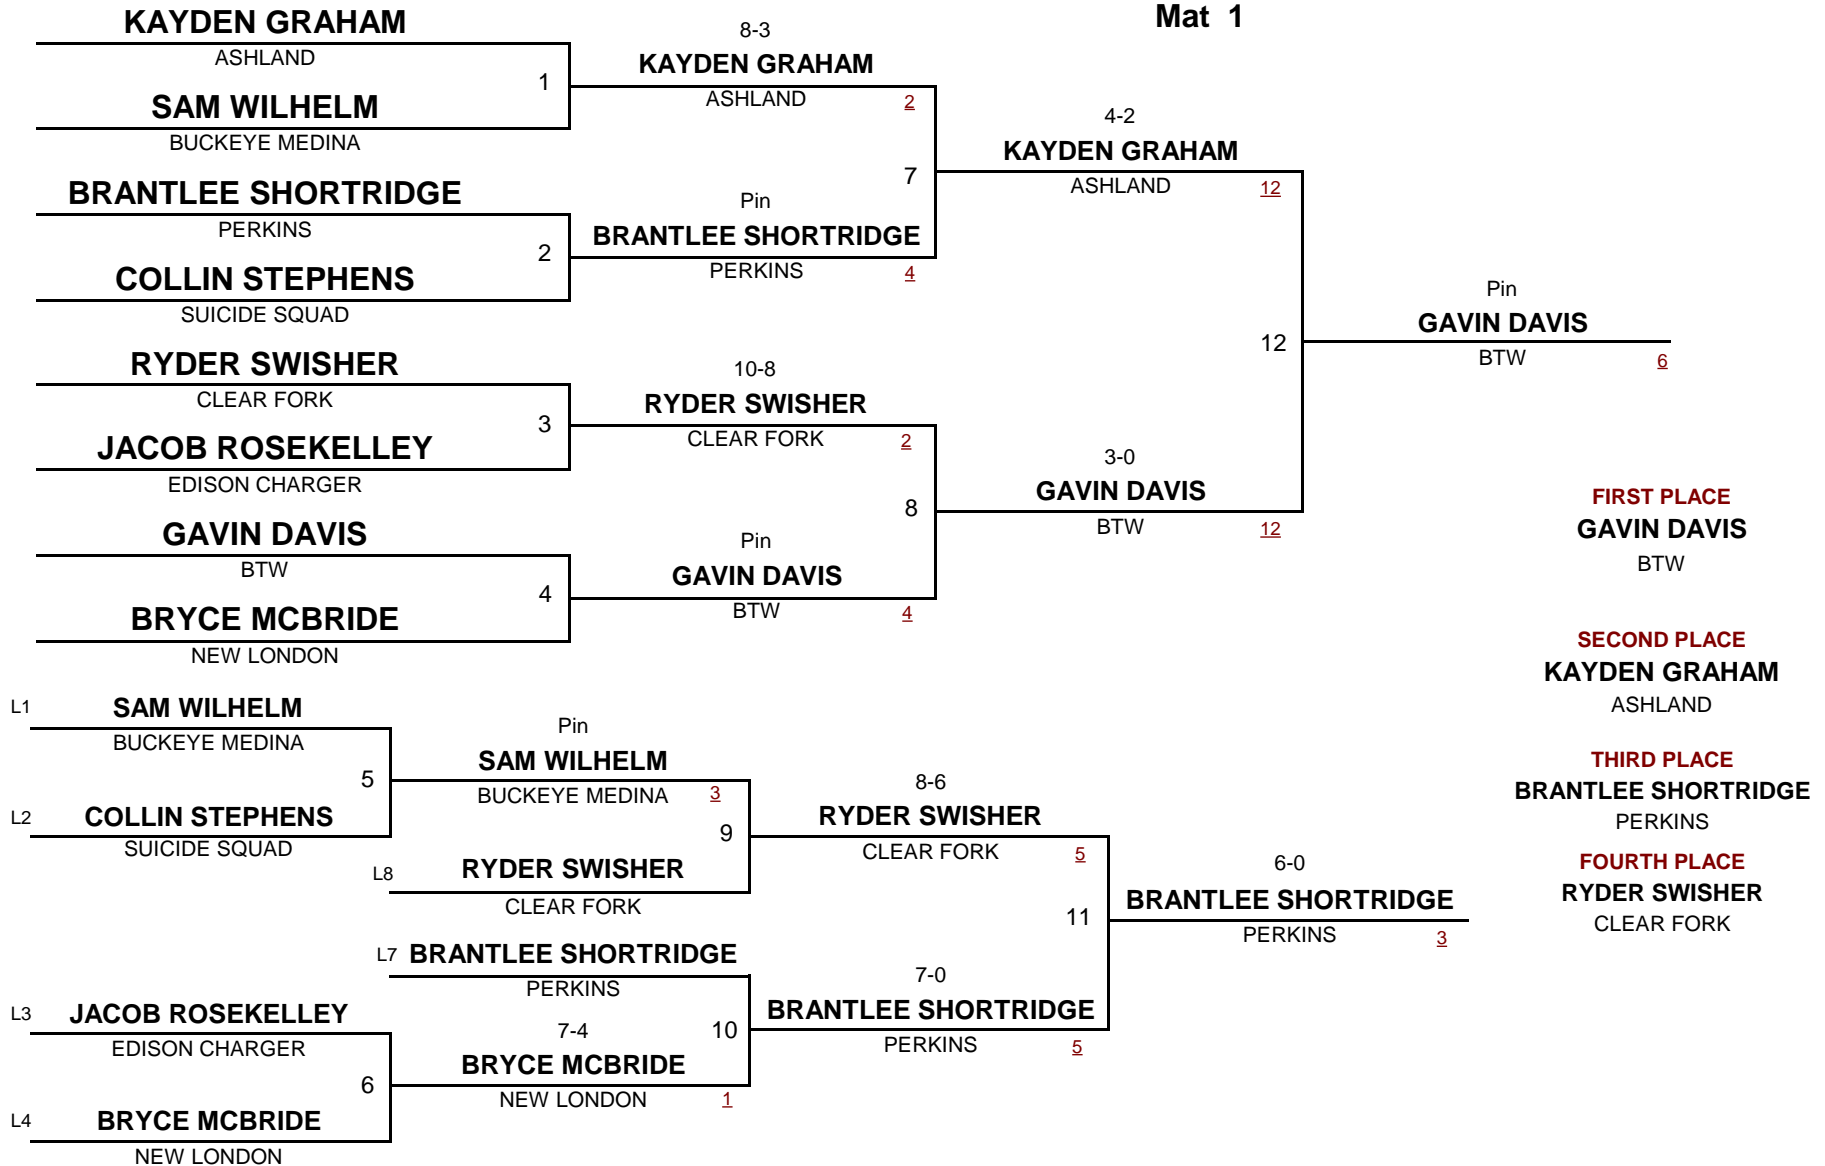 Mat 1
KAYDEN GRAHAM
ASHLAND
1
SAM WILHELM
BUCKEYE MEDINA
BRANTLEE SHORTRIDGE
PERKINS
2
COLLIN STEPHENS
SUICIDE SQUAD
RYDER SWISHER
CLEAR FORK
3
JACOB ROSEKELLEY
EDISON CHARGER
GAVIN DAVIS
BTW
4
BRYCE MCBRIDE
NEW LONDON
8-3
KAYDEN GRAHAM
ASHLAND 2
7
Pin
BRANTLEE SHORTRIDGE
PERKINS 4
10-8
RYDER SWISHER
CLEAR FORK 2
8
Pin
GAVIN DAVIS
BTW 4
4-2
KAYDEN GRAHAM
ASHLAND 12
12
3-0
GAVIN DAVIS
BTW 12
Pin
GAVIN DAVIS
BTW 6
FIRST PLACE
GAVIN DAVIS
BTW
SECOND PLACE
KAYDEN GRAHAM
ASHLAND
THIRD PLACE
BRANTLEE SHORTRIDGE
PERKINS
FOURTH PLACE
RYDER SWISHER
CLEAR FORK
L1 SAM WILHELM
BUCKEYE MEDINA
5
L2 COLLIN STEPHENS
SUICIDE SQUAD
L3 JACOB ROSEKELLEY
EDISON CHARGER
6
L4 BRYCE MCBRIDE
NEW LONDON
Pin
SAM WILHELM
BUCKEYE MEDINA 3
9
L8 RYDER SWISHER
CLEAR FORK
L7 BRANTLEE SHORTRIDGE
PERKINS
10
7-4
BRYCE MCBRIDE
NEW LONDON 1
8-6
RYDER SWISHER
CLEAR FORK 5
11
7-0
BRANTLEE SHORTRIDGE
PERKINS 5
6-0
BRANTLEE SHORTRIDGE
PERKINS 3